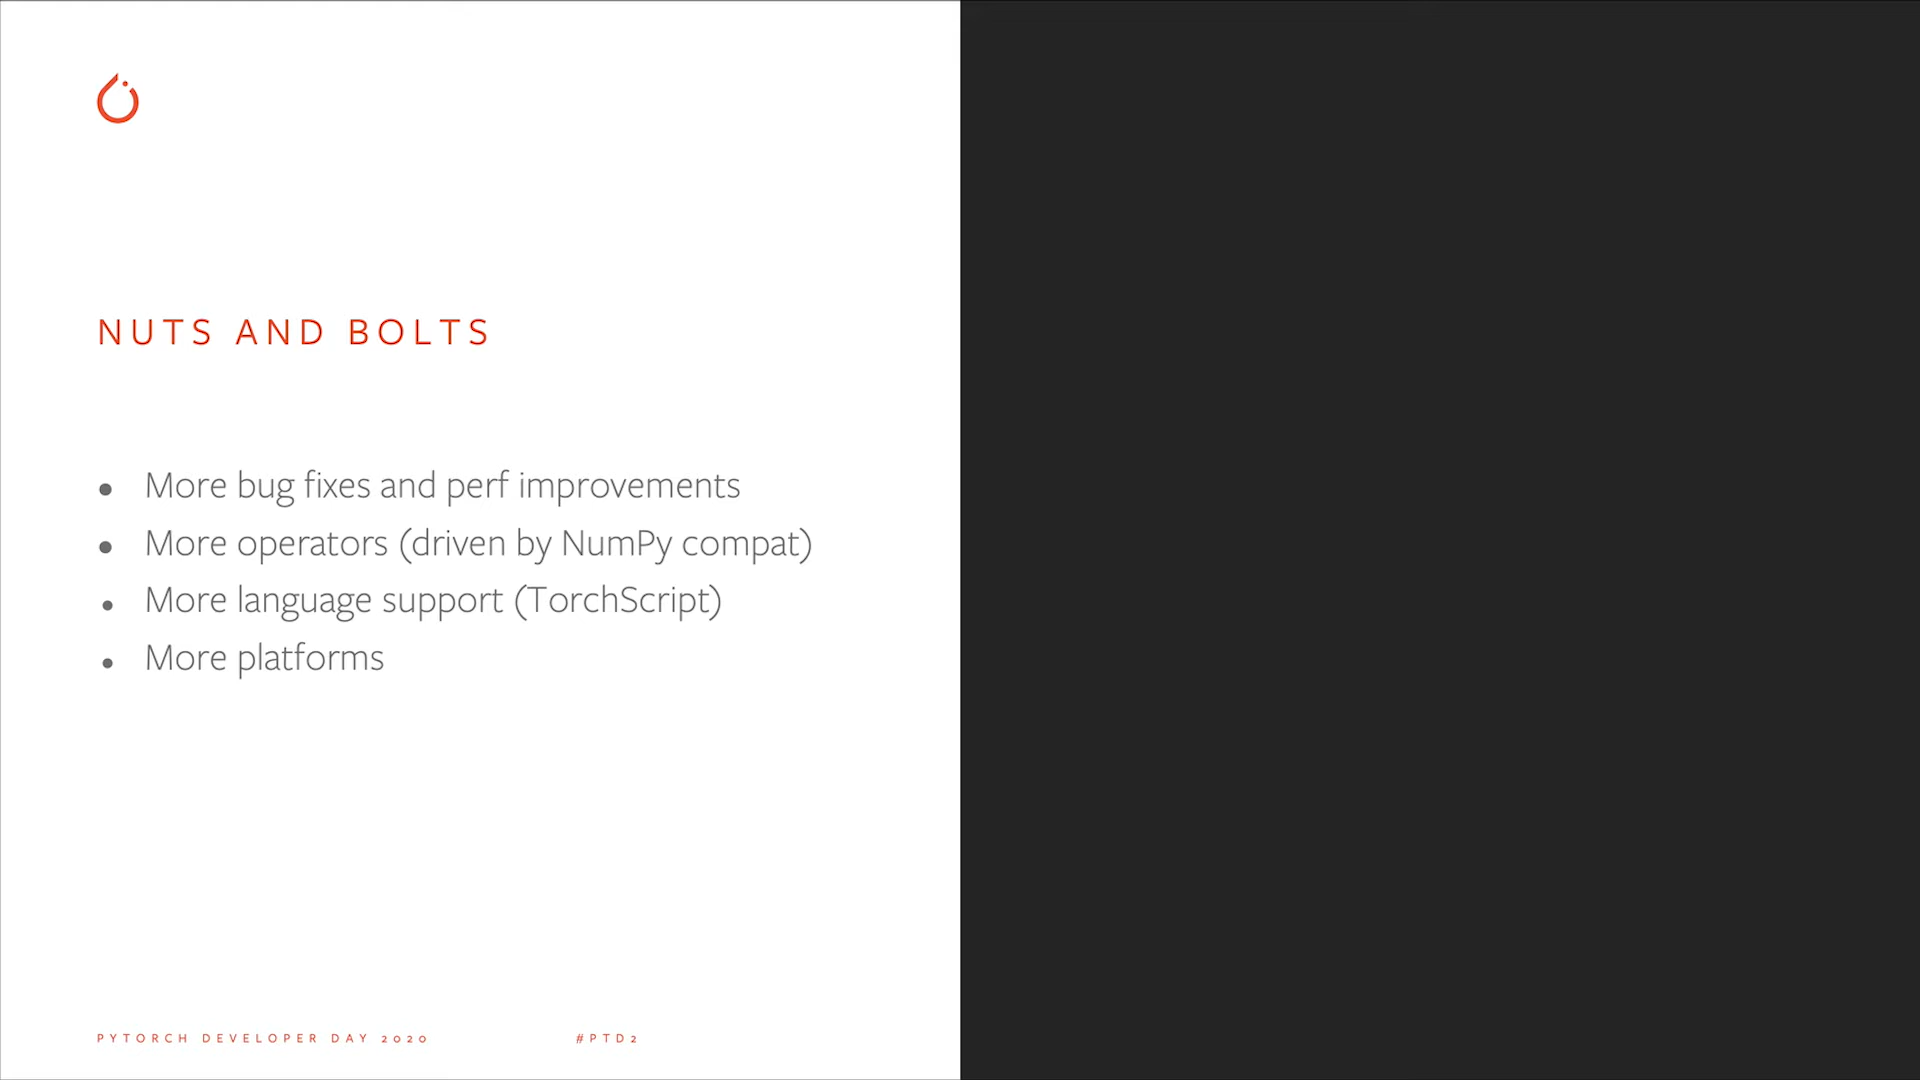 NUTS AND BOLTS
• More bug fixes and perf improvements
• More operators (driven by NumPy compat)
• More language support (TorchScript)
• More platforms
PYTORCH DEVELOPER DAY 2020 #PTD2